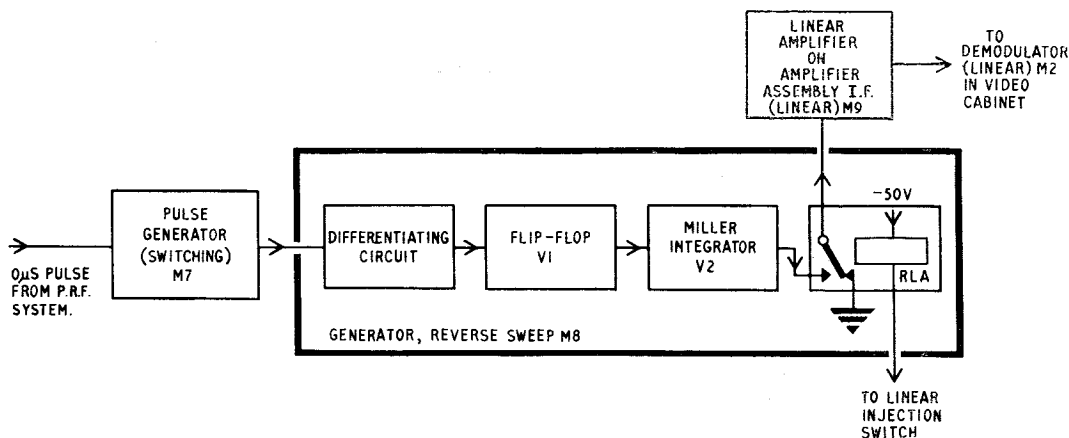 LINEAR
AMPLIFIER
ON
AMPLIFIER
ASSEMBLY I.F.
(LINEAR) M9
TO
DEMODULATOR
(LINEAR) M2
IN VIDEO
CABINET
PULSE
GENERATOR
(SWITCHING)
M7
0µS PULSE
FROM P.R.F.
SYSTEM.
DIFFERENTIATING
CIRCUIT
FLIP-FLOP
V1
MILLER
INTEGRATOR
V2
-50V
RLA
GENERATOR, REVERSE SWEEP M8
TO LINEAR
INJECTION
SWITCH